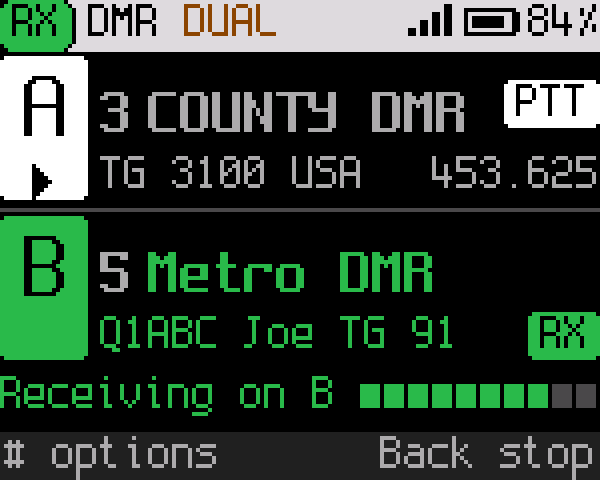 RX DMR DUAL 84%
A 3 COUNTY DMR PTT
TG 3100 USA 453.625
B 5 Metro DMR
Q1ABC Joe TG 91 RX
Receiving on B
# options Back stop